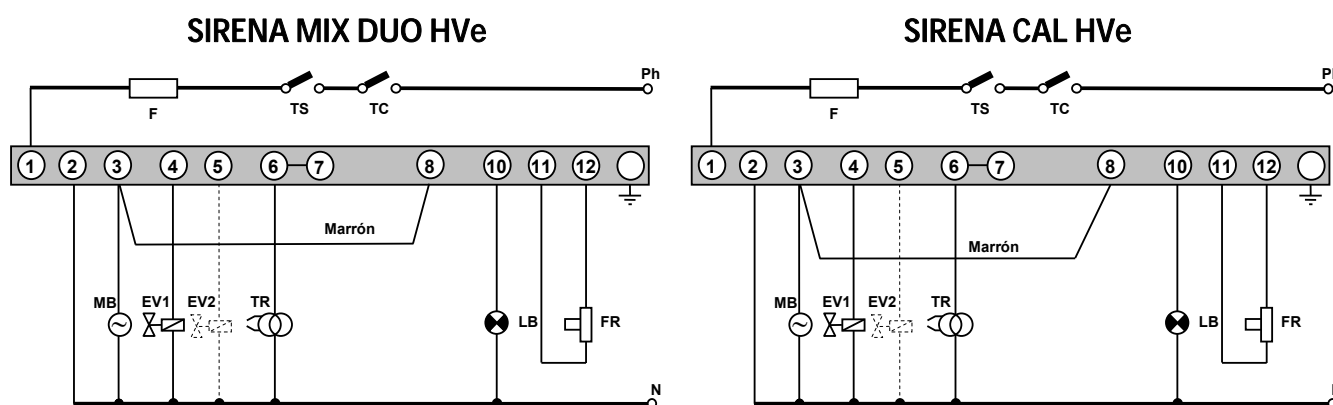 SIRENA MIX DUO HVe
Ph
F
TS
TC
1 2 3 4 5 6 7 8 10 11 12
Marrón
MB
EV1
EV2
TR
LB
FR
N
SIRENA CAL HVe
F
TS
TC
1 2 3 4 5 6 7 8 10 11 12
Marrón
MB
EV1
EV2
TR
LB
FR